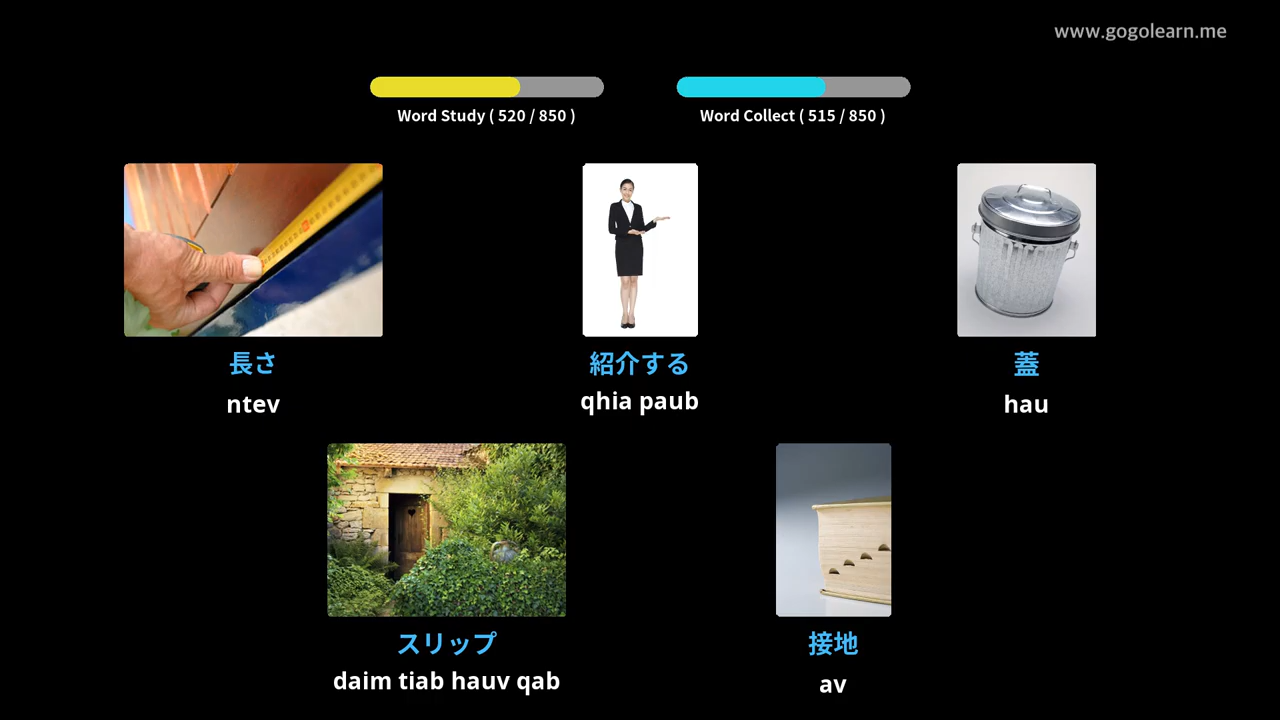 www.gogolearn.me
Word Study ( 520 / 850 )
Word Collect ( 515 / 850 )
長さ
ntev
紹介する
qhia paub
蓋
hau
スリップ
daim tiab hauv qab
接地
av